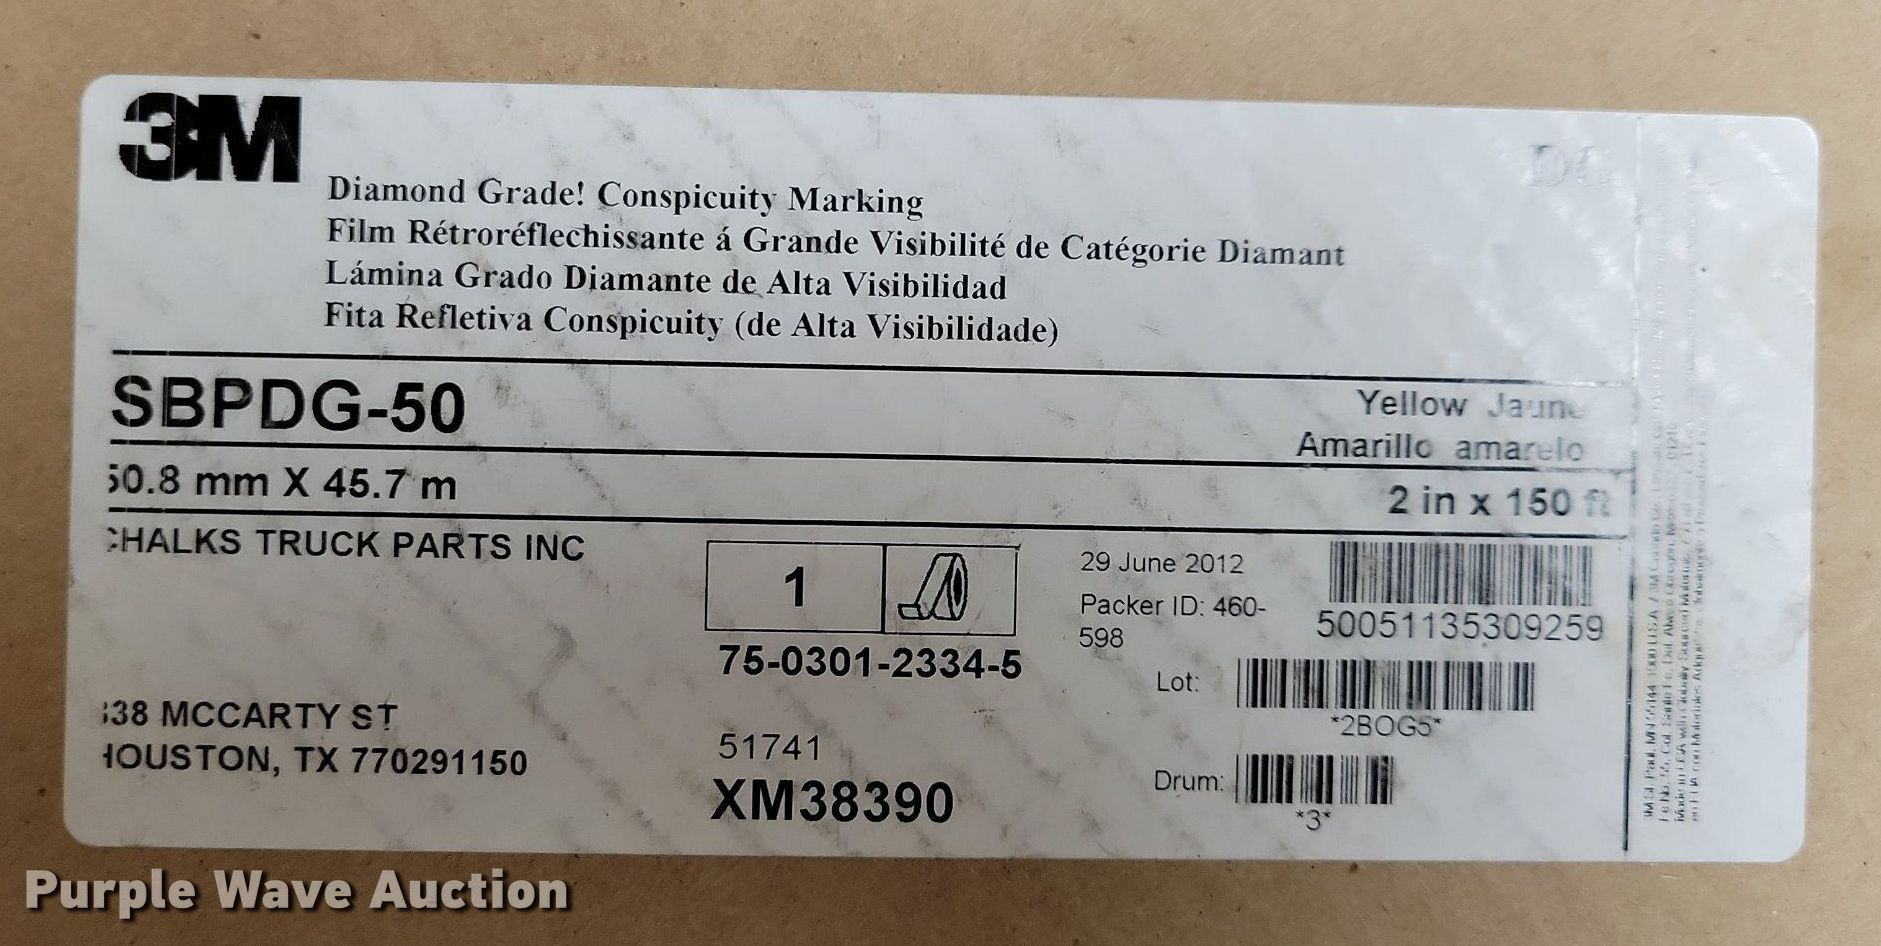 3M
Diamond Grade! Conspicuity Marking
Film Rétroréflechissante á Grande Visibilité de Catégorie Diamant
Lámina Grado Diamante de Alta Visibilidad
Fita Refletiva Conspicuity (de Alta Visibilidade)
DG
SBPDG-50
Yellow Jaune
Amarillo amarelo
50.8 mm X 45.7 m
2 in x 150 ft
CHALKS TRUCK PARTS INC
1
75-0301-2334-5
29 June 2012
Packer ID: 460-
598
50051135309259
Lot:
*2BOG5*
Drum:
*3*
38 MCCARTY ST
HOUSTON, TX 770291150
51741
XM38390
Purple Wave Auction